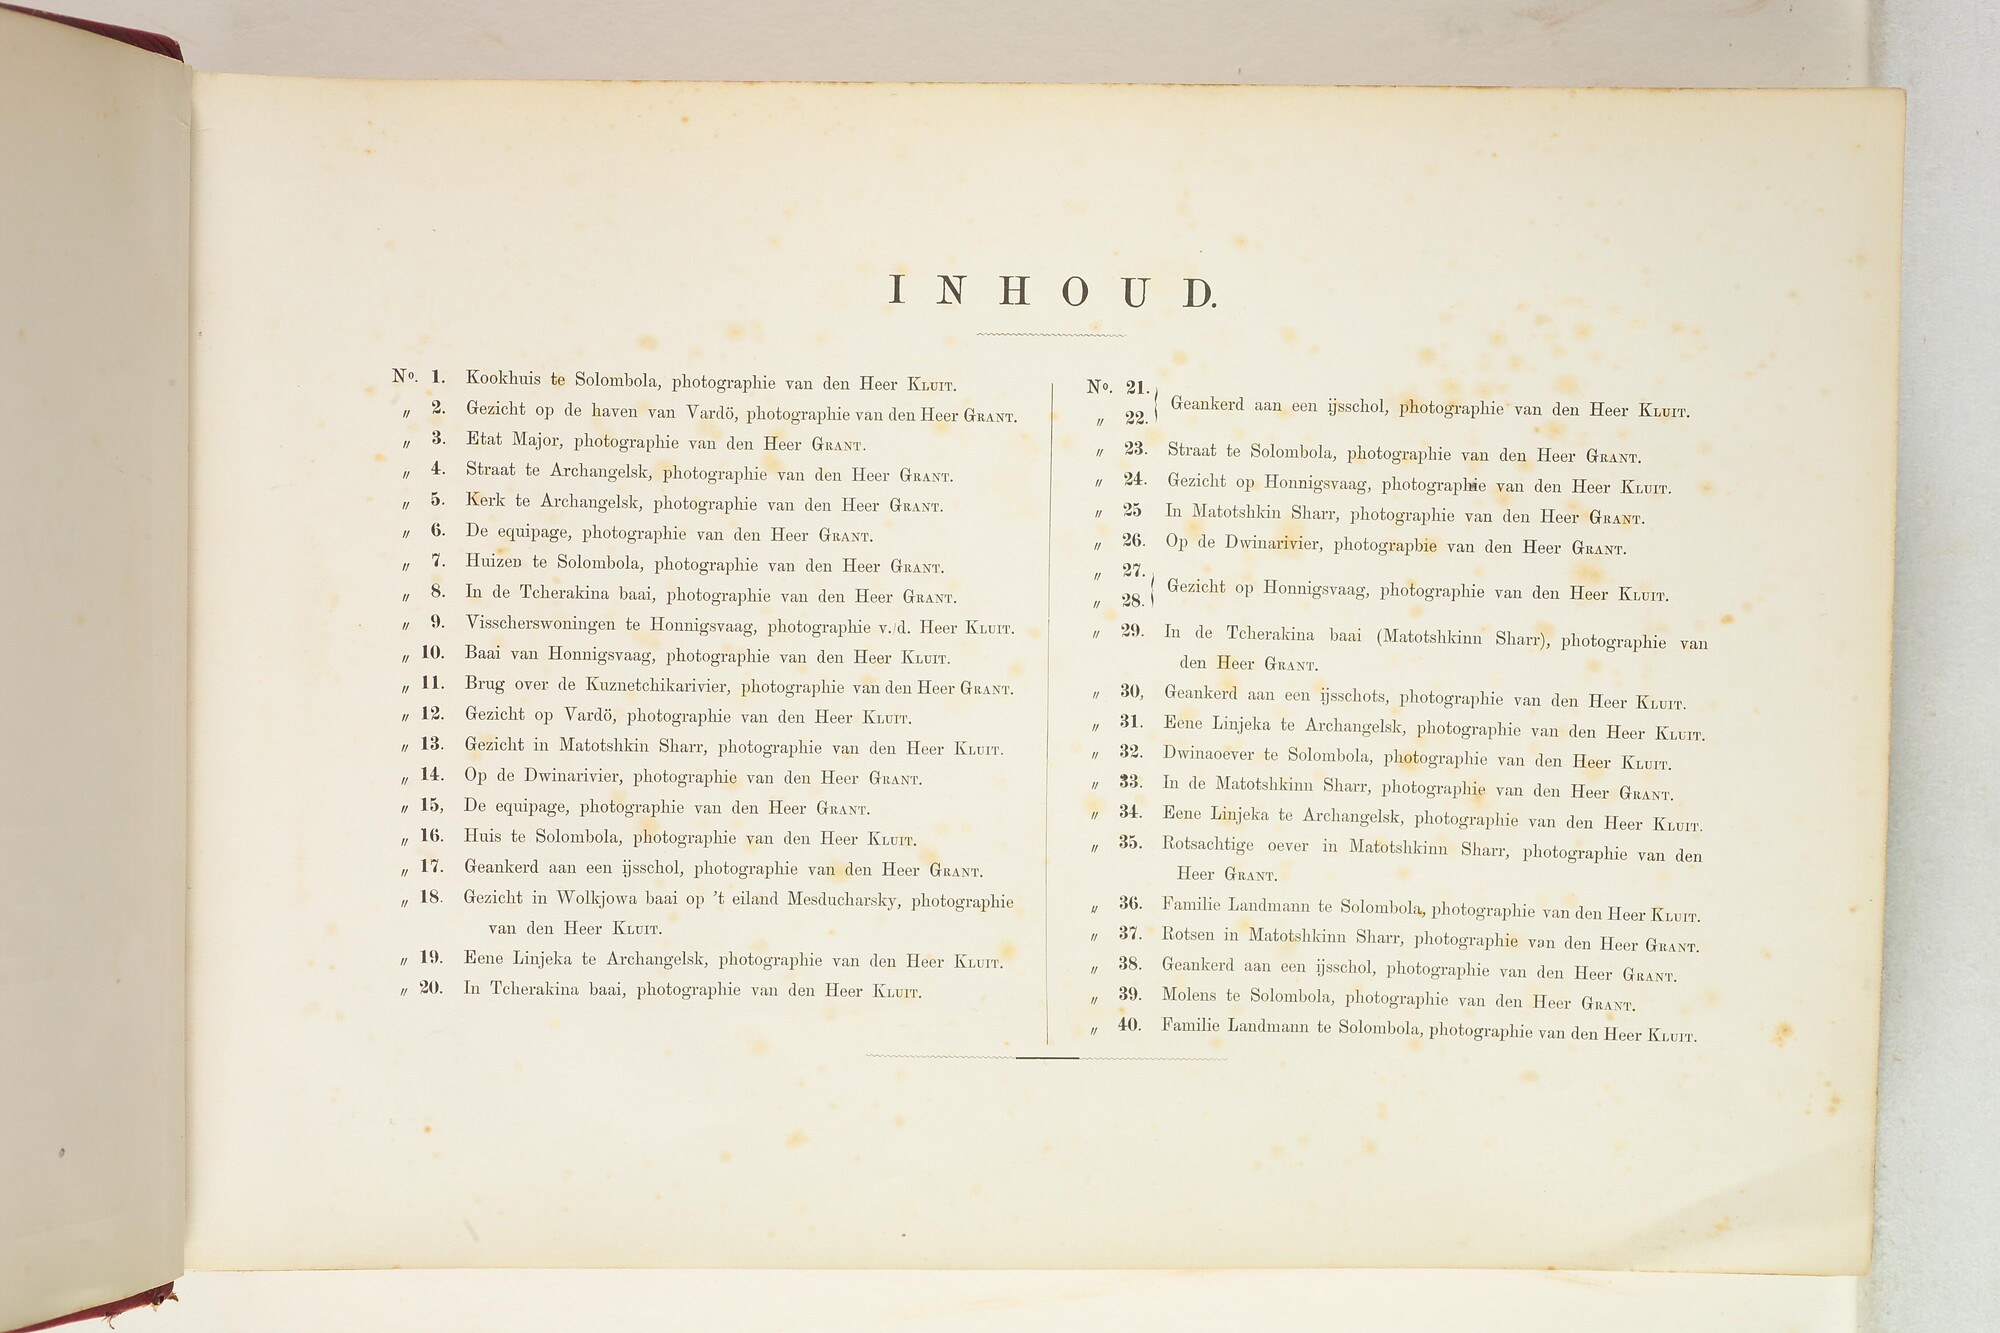 INHOUD.
No. 1. Kookhuis te Solombola, photographie van den Heer KLUIT.
„ 2. Gezicht op de haven van Vardö, photographie van den Heer GRANT.
„ 3. Etat Major, photographie van den Heer GRANT.
„ 4. Straat te Archangelsk, photographie van den Heer GRANT.
„ 5. Kerk te Archangelsk, photographie van den Heer GRANT.
„ 6. De equipage, photographie van den Heer GRANT.
„ 7. Huizen te Solombola, photographie van den Heer GRANT.
„ 8. In de Tcherakina baai, photographie van den Heer GRANT.
„ 9. Visscherswoningen te Honnigsvaag, photographie v./d. Heer KLUIT.
„ 10. Baai van Honnigsvaag, photographie van den Heer KLUIT.
„ 11. Brug over de Kuznetchikarivier, photographie van den Heer GRANT.
„ 12. Gezicht op Vardö, photographie van den Heer KLUIT.
„ 13. Gezicht in Matotshkin Sharr, photographie van den Heer KLUIT.
„ 14. Op de Dwinarivier, photographie van den Heer GRANT.
„ 15, De equipage, photographie van den Heer GRANT.
„ 16. Huis te Solombola, photographie van den Heer KLUIT.
„ 17. Geankerd aan een ijsschol, photographie van den Heer GRANT.
„ 18. Gezicht in Wolkjowa baai op 't eiland Mesducharsky, photographie
van den Heer KLUIT.
„ 19. Eene Linjeka te Archangelsk, photographie van den Heer KLUIT.
„ 20. In Tcherakina baai, photographie van den Heer KLUIT.
No. 21.
„ 22. Geankerd aan een ijsschol, photographie van den Heer KLUIT.
„ 23. Straat te Solombola, photographie van den Heer GRANT.
„ 24. Gezicht op Honnigsvaag, photographie van den Heer KLUIT.
„ 25 In Matotshkin Sharr, photographie van den Heer GRANT.
„ 26. Op de Dwinarivier, photograpbie van den Heer GRANT.
„ 27.
„ 28. Gezicht op Honnigsvaag, photographie van den Heer KLUIT.
„ 29. In de Tcherakina baai (Matotshkinn Sharr), photographie van
den Heer GRANT.
„ 30, Geankerd aan een ijsschots, photographie van den Heer KLUIT.
„ 31. Eene Linjeka te Archangelsk, photographie van den Heer KLUIT.
„ 32. Dwinaoever te Solombola, photographie van den Heer KLUIT.
„ 33. In de Matotshkinn Sharr, photographie van den Heer GRANT.
„ 34. Eene Linjeka te Archangelsk, photographie van den Heer KLUIT.
„ 35. Rotsachtige oever in Matotshkinn Sharr, photographie van den
Heer GRANT.
„ 36. Familie Landmann te Solombola, photographie van den Heer KLUIT.
„ 37. Rotsen in Matotshkinn Sharr, photographie van den Heer GRANT.
„ 38. Geankerd aan een ijsschol, photographie van den Heer GRANT.
„ 39. Molens te Solombola, photographie van den Heer GRANT.
„ 40. Familie Landmann te Solombola, photographie van den Heer KLUIT.